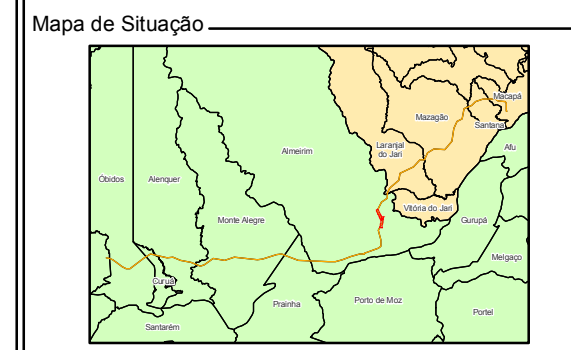 Mapa de Situação
Macapá
Mazagão
Santana
Laranjal
do Jari
Afu
Almeirim
Óbidos
Alenquer
Vitória do Jari
Monte Alegre
Gurupá
Melgaço
Curuá
Prainha
Porto de Moz
Portel
Santarém